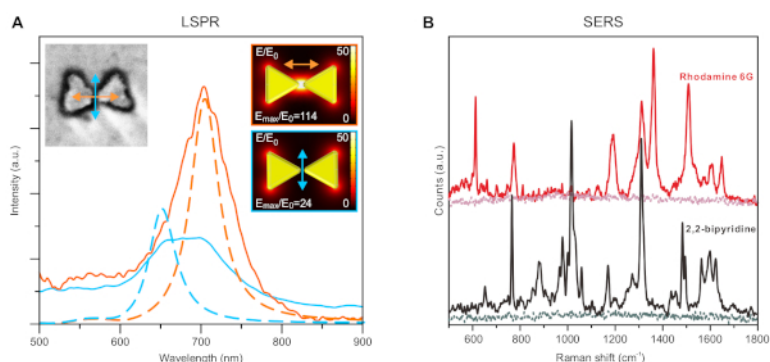 A
LSPR
E/E0
50
Emax/E0=114
0
E/E0
50
Emax/E0=24
0
Intensity (a.u.)
500
600
700
800
900
Wavelength (nm)
B
SERS
Rhodamine 6G
2,2-bipyridine
Counts (a.u.)
600
800
1000
1200
1400
1600
1800
Raman shift (cm⁻¹)